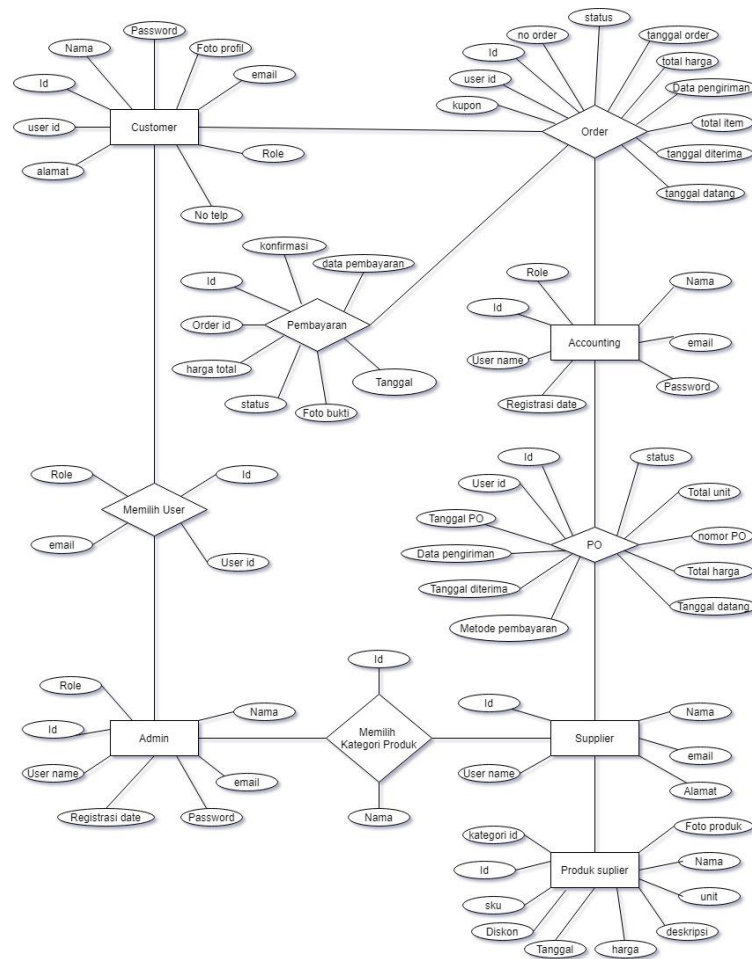 Password
Nama
Foto profil
Id
email
user id
Customer
alamat
Role
No telp
status
no order
tanggal order
Id
total harga
user id
Data pengiriman
kupon
Order
total item
tanggal diterima
tanggal datang
konfirmasi
data pembayaran
Id
Order id
Pembayaran
harga total
Tanggal
status
Foto bukti
Role
Nama
Id
Accounting
email
User name
Password
Registrasi date
Role
Id
Memilih User
email
User id
Id
status
User id
Total unit
Tanggal PO
nomor PO
Data pengiriman
PO
Total harga
Tanggal diterima
Tanggal datang
Metode pembayaran
Role
Nama
Id
Admin
User name
email
Registrasi date
Password
Id
Memilih
Kategori Produk
Nama
Id
Nama
Supplier
email
User name
Alamat
kategori id
Foto produk
Id
Produk suplier
Nama
sku
unit
Diskon
deskripsi
Tanggal
harga